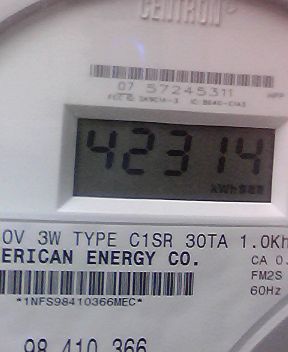 CENTRON
07 57245311
42314
kWh 888
0V 3W TYPE C1SR 30TA 1.0Kh
ERICAN ENERGY CO.
CA 0.
FM2S
60Hz
*1NFS98410366MEC*
98 410 366